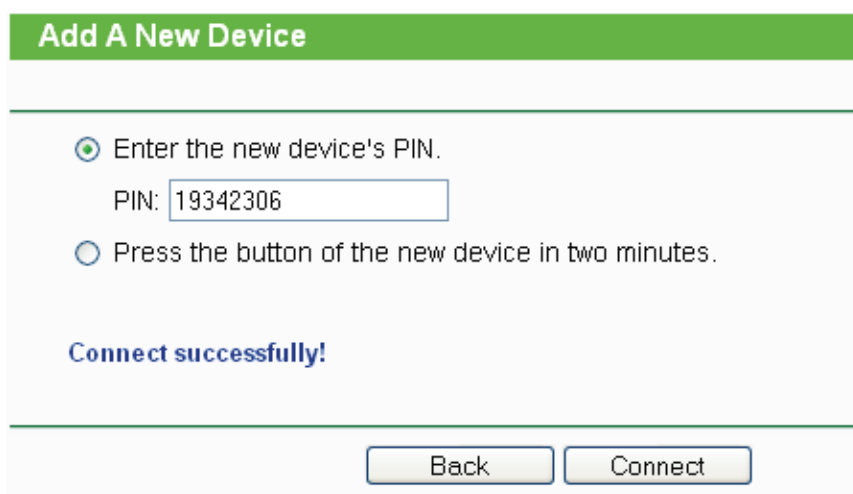 Add A New Device
Enter the new device's PIN.
PIN: 19342306
Press the button of the new device in two minutes.
Connect successfully!
Back Connect